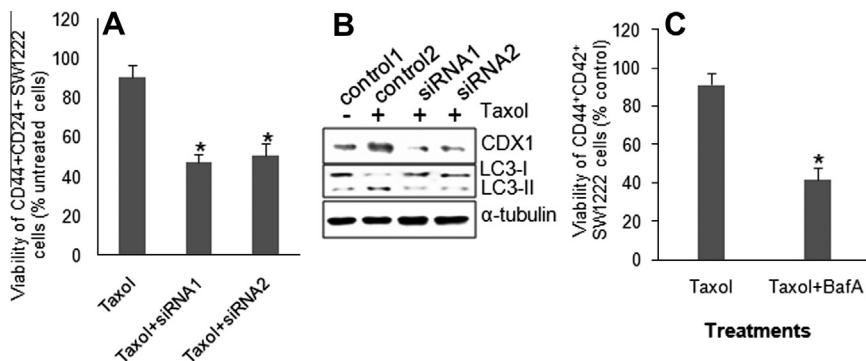 A
Viability of CD44+CD24+ SW1222
cells (% untreated cells)
120
100
80
60
40
20
0
*
*
Taxol
Taxol+siRNA1
Taxol+siRNA2
B
control1
control2
siRNA1
siRNA2
- + + + Taxol
CDX1
LC3-I
LC3-II
α-tubulin
C
Viability of CD44+CD42+
SW1222 cells (% control)
120
100
80
60
40
20
0
*
Taxol Taxol+BafA
Treatments